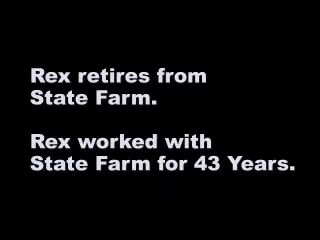 Rex retires from
State Farm.
Rex worked with
State Farm for 43 Years.